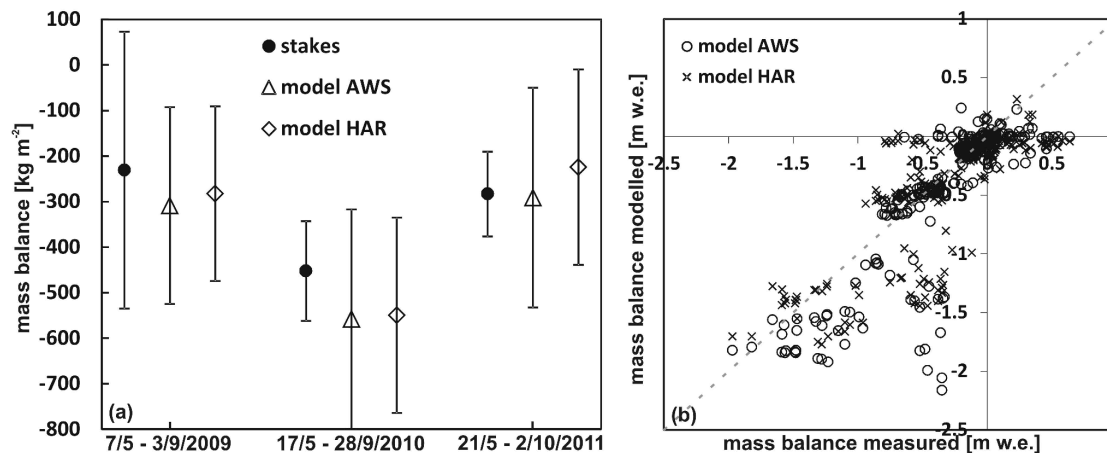 100
0
-100
-200
-300
-400
-500
-600
-700
-800
mass balance [kg m-2]
stakes
model AWS
model HAR
(a)
7/5 - 3/9/2009
17/5 - 28/9/2010
21/5 - 2/10/2011
model AWS
model HAR
1
0.5
-2.5
-2
-1.5
-1
-0.5
0
0.5
-0.5
-1
-1.5
-2
-2.5
mass balance modelled [m w.e.]
(b)
mass balance measured [m w.e.]